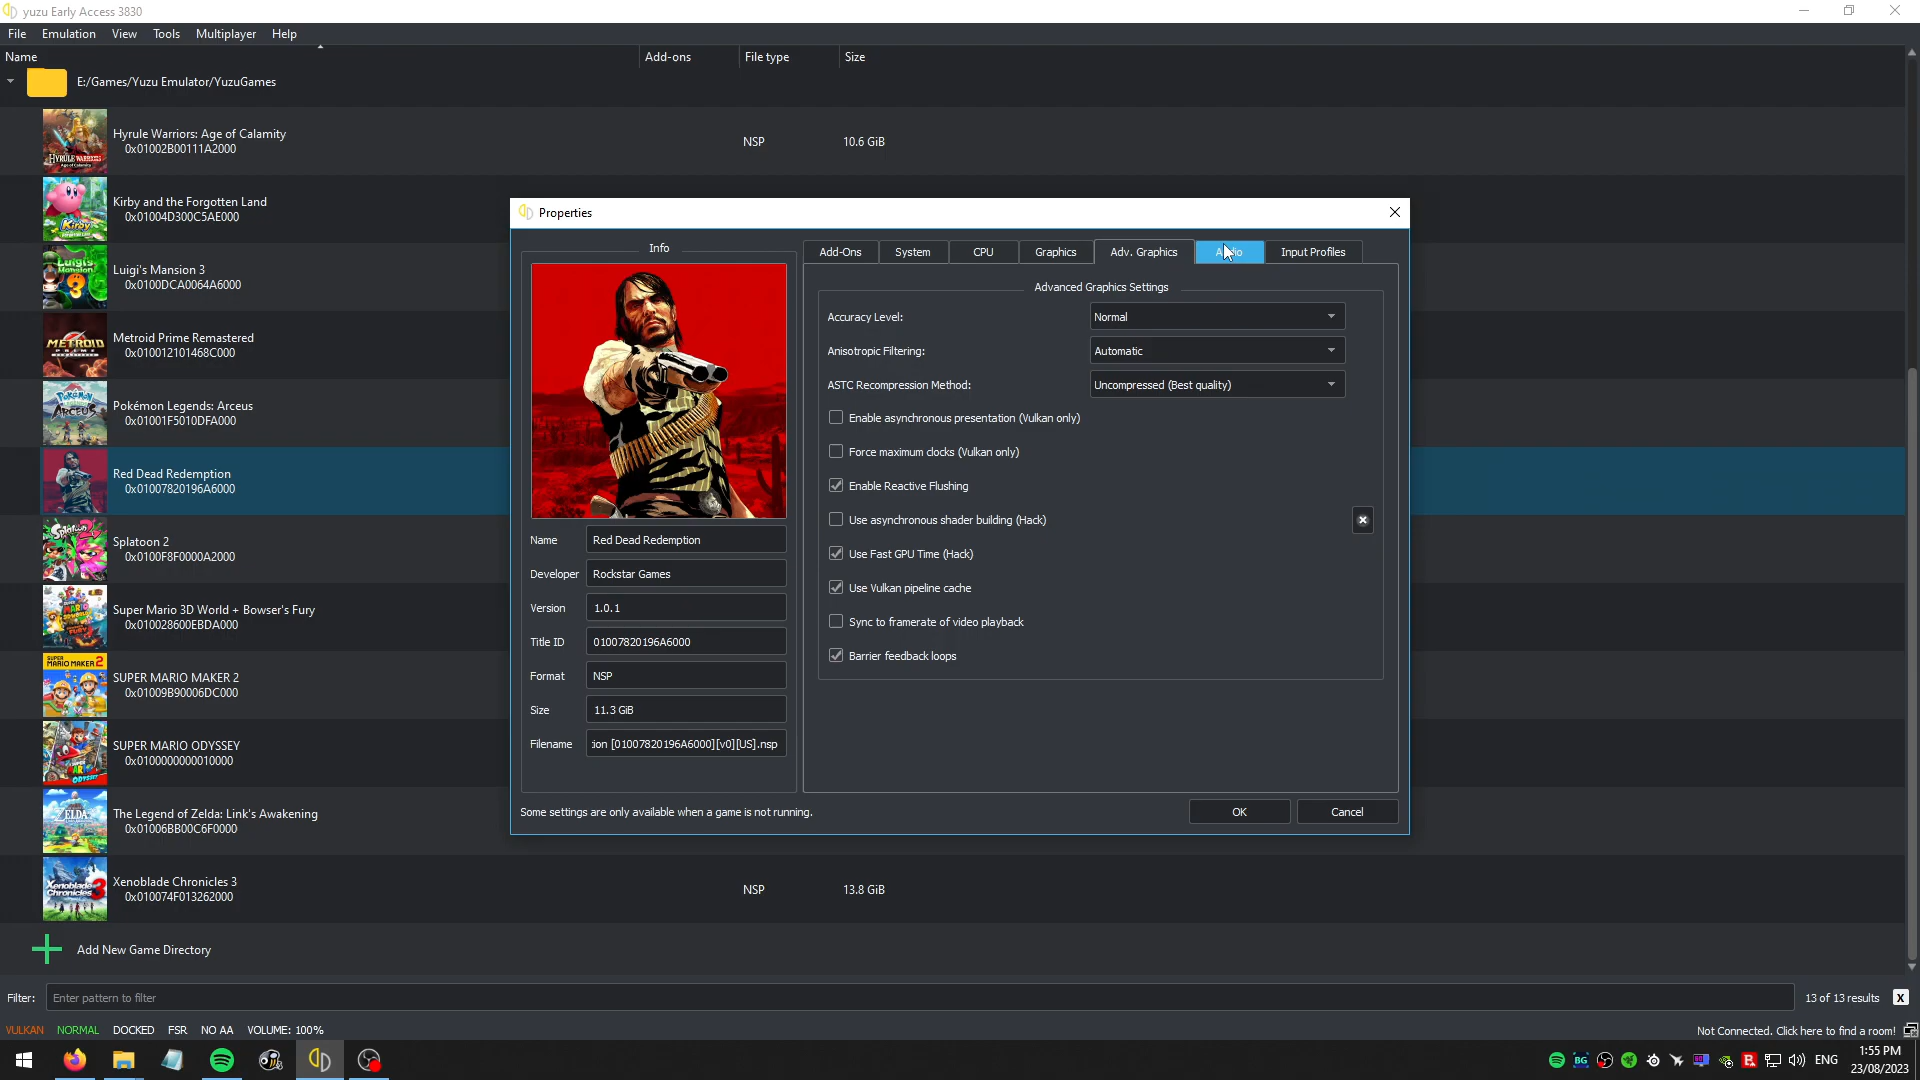 yuzu Early Access 3830
File Emulation View Tools Multiplayer Help
Name Add-ons File type Size
E:/Games/Yuzu Emulator/YuzuGames
Hyrule Warriors: Age of Calamity
0x01002B00111A2000
NSP 10.6 GiB
Kirby and the Forgotten Land
0x01004D300C5AE000
Luigi's Mansion 3
0x0100DCA0064A6000
Metroid Prime Remastered
0x010012101468C000
Pokémon Legends: Arceus
0x01001F5010DFA000
Red Dead Redemption
0x01007820196A6000
Splatoon 2
0x0100F8F0000A2000
Super Mario 3D World + Bowser's Fury
0x010028600EBDA000
SUPER MARIO MAKER 2
0x01009B90006DC000
SUPER MARIO ODYSSEY
0x0100000000010000
The Legend of Zelda: Link's Awakening
0x01006BB00C6F0000
Xenoblade Chronicles 3
0x010074F013262000
NSP 13.8 GiB
Add New Game Directory
Properties
Info
Name Red Dead Redemption
Developer Rockstar Games
Version 1.0.1
Title ID 01007820196A6000
Format NSP
Size 11.3 GiB
Filename :ion [01007820196A6000][v0][US].nsp
Add-Ons System CPU Graphics Adv. Graphics Input Profiles
Advanced Graphics Settings
Accuracy Level: Normal
Anisotropic Filtering: Automatic
ASTC Recompression Method: Uncompressed (Best quality)
Enable asynchronous presentation (Vulkan only)
Force maximum clocks (Vulkan only)
Enable Reactive Flushing
Use asynchronous shader building (Hack)
Use Fast GPU Time (Hack)
Use Vulkan pipeline cache
Sync to framerate of video playback
Barrier feedback loops
Some settings are only available when a game is not running. OK Cancel
Filter: Enter pattern to filter 13 of 13 results X
VULKAN NORMAL DOCKED FSR NO AA VOLUME: 100% Not Connected. Click here to find a room!
ENG 1:55 PM
23/08/2023